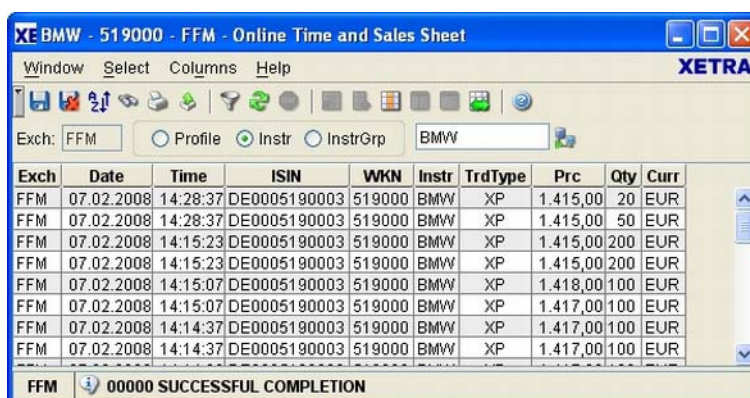 XE BMW - 519000 - FFM - Online Time and Sales Sheet
Window Select Columns Help XETRA
Exch: FFM Profile Instr InstrGrp BMW
Exch Date Time ISIN WKN Instr TrdType Prc Qty Curr
FFM 07.02.2008 14:28:37 DE0005190003 519000 BMW XP 1.415,00 20 EUR
FFM 07.02.2008 14:28:37 DE0005190003 519000 BMW XP 1.415,00 50 EUR
FFM 07.02.2008 14:15:23 DE0005190003 519000 BMW XP 1.415,00 200 EUR
FFM 07.02.2008 14:15:23 DE0005190003 519000 BMW XP 1.415,00 200 EUR
FFM 07.02.2008 14:15:07 DE0005190003 519000 BMW XP 1.418,00 100 EUR
FFM 07.02.2008 14:15:07 DE0005190003 519000 BMW XP 1.417,00 100 EUR
FFM 07.02.2008 14:14:37 DE0005190003 519000 BMW XP 1.417,00 100 EUR
FFM 07.02.2008 14:14:37 DE0005190003 519000 BMW XP 1.417,00 100 EUR
FFM 00000 SUCCESSFUL COMPLETION